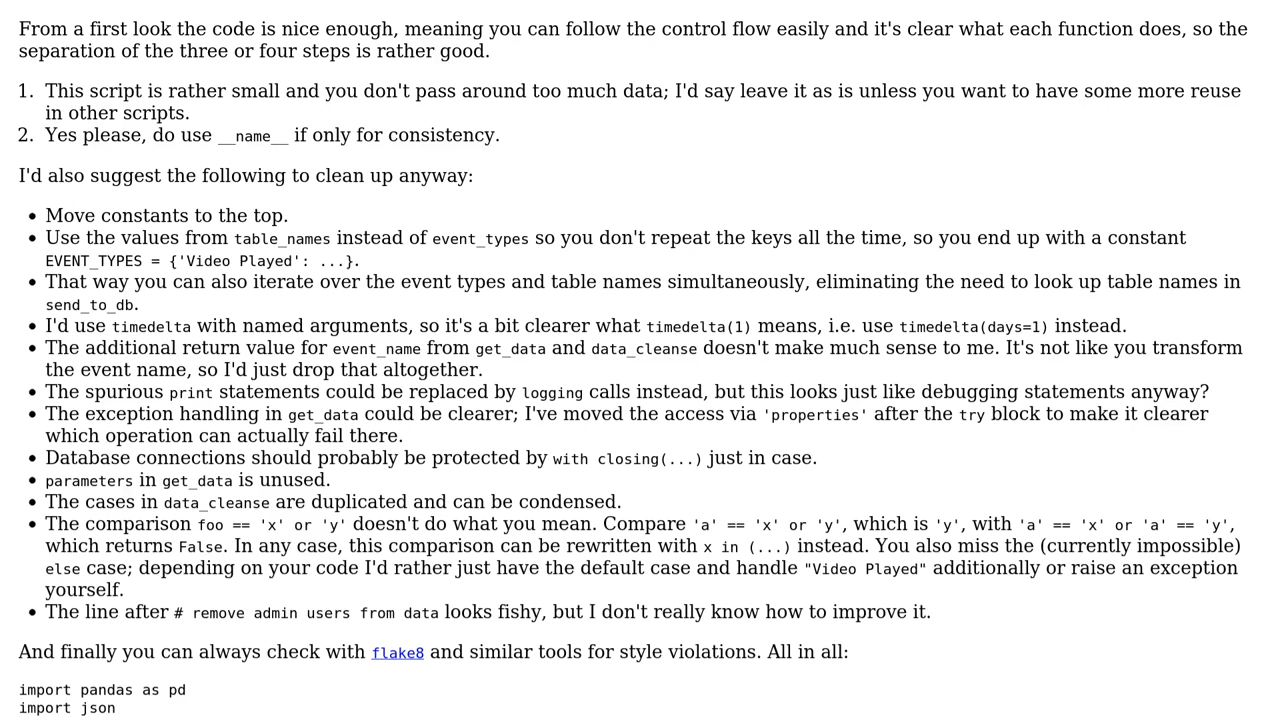 From a first look the code is nice enough, meaning you can follow the control flow easily and it's clear what each function does, so the
separation of the three or four steps is rather good.
1. This script is rather small and you don't pass around too much data; I'd say leave it as is unless you want to have some more reuse
in other scripts.
2. Yes please, do use __name__ if only for consistency.
I'd also suggest the following to clean up anyway:
• Move constants to the top.
• Use the values from table_names instead of event_types so you don't repeat the keys all the time, so you end up with a constant
EVENT_TYPES = {'Video Played': ...}.
• That way you can also iterate over the event types and table names simultaneously, eliminating the need to look up table names in
send_to_db.
• I'd use timedelta with named arguments, so it's a bit clearer what timedelta(1) means, i.e. use timedelta(days=1) instead.
• The additional return value for event_name from get_data and data_cleanse doesn't make much sense to me. It's not like you transform
the event name, so I'd just drop that altogether.
• The spurious print statements could be replaced by logging calls instead, but this looks just like debugging statements anyway?
• The exception handling in get_data could be clearer; I've moved the access via 'properties' after the try block to make it clearer
which operation can actually fail there.
• Database connections should probably be protected by with closing(...) just in case.
• parameters in get_data is unused.
• The cases in data_cleanse are duplicated and can be condensed.
• The comparison foo == 'x' or 'y' doesn't do what you mean. Compare 'a' == 'x' or 'y', which is 'y', with 'a' == 'x' or 'a' == 'y',
which returns False. In any case, this comparison can be rewritten with x in (...) instead. You also miss the (currently impossible)
else case; depending on your code I'd rather just have the default case and handle "Video Played" additionally or raise an exception
yourself.
• The line after # remove admin users from data looks fishy, but I don't really know how to improve it.
And finally you can always check with flake8 and similar tools for style violations. All in all:
import pandas as pd
import json